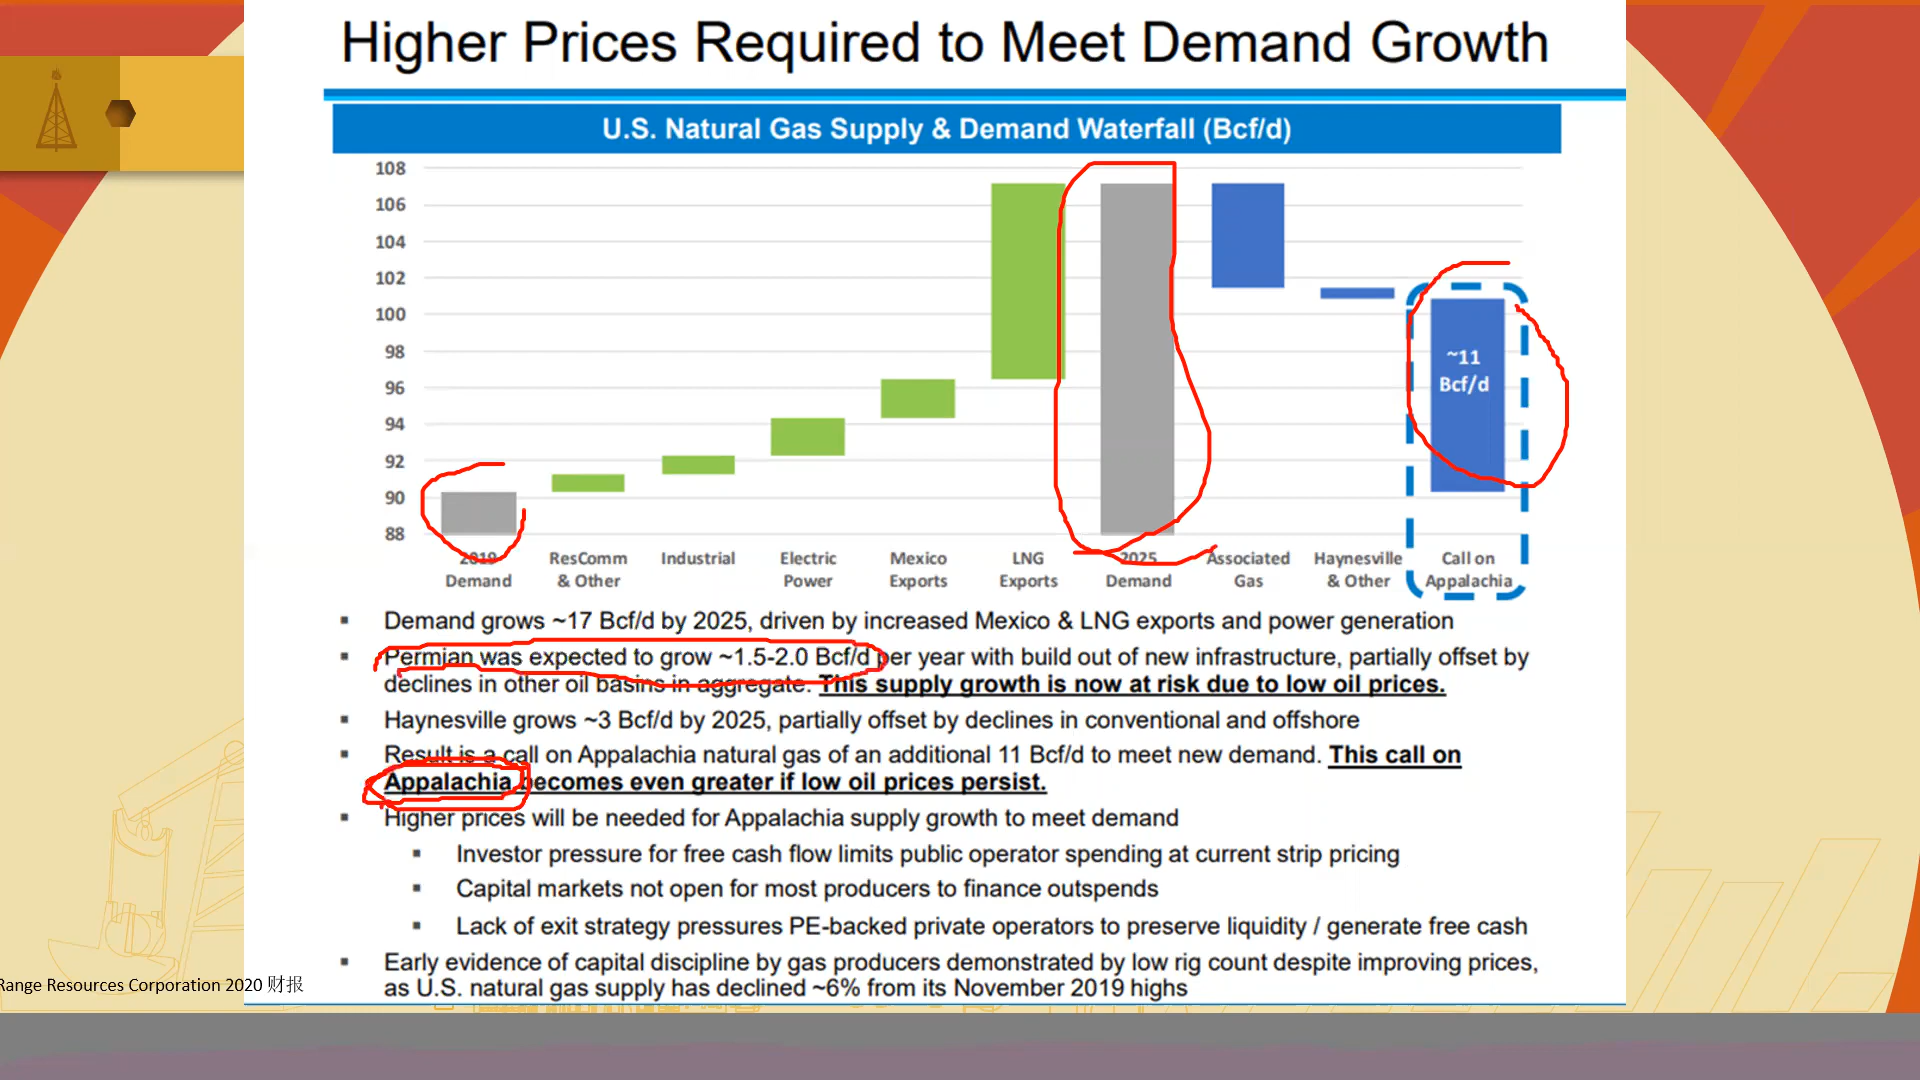 Higher Prices Required to Meet Demand Growth
U.S. Natural Gas Supply & Demand Waterfall (Bcf/d)
108
106
104
102
100
98
96
94
92
90
88
~11
Bcf/d
2019
Demand
ResComm
& Other
Industrial
Electric
Power
Mexico
Exports
LNG
Exports
2025
Demand
Associated
Gas
Haynesville
& Other
Call on
Appalachia
▪ Demand grows ~17 Bcf/d by 2025, driven by increased Mexico & LNG exports and power generation
▪ Permian was expected to grow ~1.5-2.0 Bcf/d per year with build out of new infrastructure, partially offset by
declines in other oil basins in aggregate. This supply growth is now at risk due to low oil prices.
▪ Haynesville grows ~3 Bcf/d by 2025, partially offset by declines in conventional and offshore
▪ Result is a call on Appalachia natural gas of an additional 11 Bcf/d to meet new demand. This call on
Appalachia becomes even greater if low oil prices persist.
▪ Higher prices will be needed for Appalachia supply growth to meet demand
▪ Investor pressure for free cash flow limits public operator spending at current strip pricing
▪ Capital markets not open for most producers to finance outspends
▪ Lack of exit strategy pressures PE-backed private operators to preserve liquidity / generate free cash
▪ Early evidence of capital discipline by gas producers demonstrated by low rig count despite improving prices,
as U.S. natural gas supply has declined ~6% from its November 2019 highs
Range Resources Corporation 2020 财报